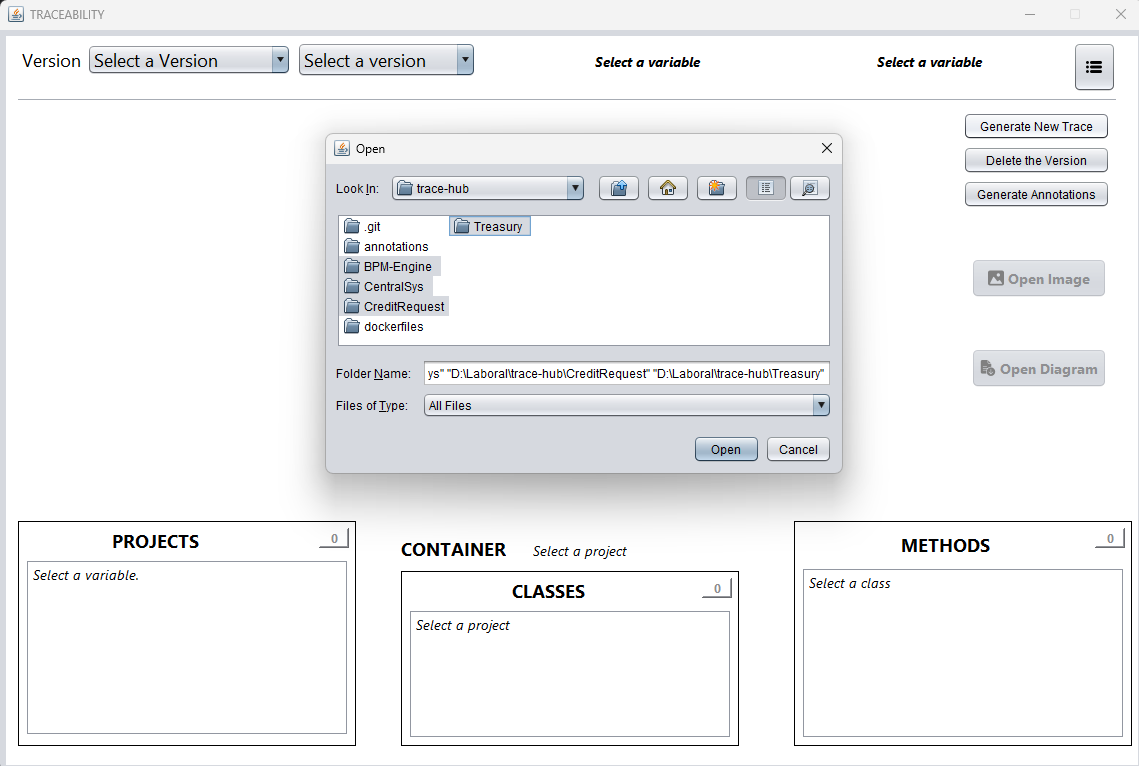 TRACEABILITY
Version Select a Version Select a version Select a variable Select a variable
Generate New Trace
Delete the Version
Generate Annotations
Open Image
Open Diagram
Open
Look In: trace-hub
.git
annotations
BPM-Engine
CentralSys
CreditRequest
dockerfiles
Treasury
Folder Name: ys" "D:\Laboral\trace-hub\CreditRequest" "D:\Laboral\trace-hub\Treasury"
Files of Type: All Files
Open Cancel
PROJECTS 0
Select a variable.
CONTAINER Select a project
CLASSES 0
Select a project
METHODS 0
Select a class